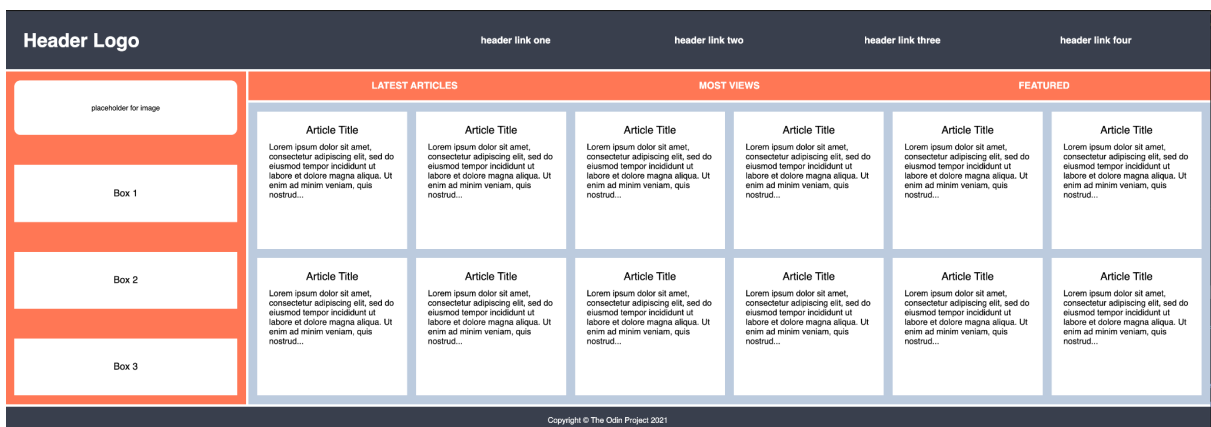 Header Logo
header link one
header link two
header link three
header link four
placeholder for image
Box 1
Box 2
Box 3
LATEST ARTICLES
MOST VIEWS
FEATURED
Article Title
Lorem ipsum dolor sit amet,
consectetur adipiscing elit, sed do
eiusmod tempor incididunt ut
labore et dolore magna aliqua. Ut
enim ad minim veniam, quis
nostrud...
Article Title
Lorem ipsum dolor sit amet,
consectetur adipiscing elit, sed do
eiusmod tempor incididunt ut
labore et dolore magna aliqua. Ut
enim ad minim veniam, quis
nostrud...
Article Title
Lorem ipsum dolor sit amet,
consectetur adipiscing elit, sed do
eiusmod tempor incididunt ut
labore et dolore magna aliqua. Ut
enim ad minim veniam, quis
nostrud...
Article Title
Lorem ipsum dolor sit amet,
consectetur adipiscing elit, sed do
eiusmod tempor incididunt ut
labore et dolore magna aliqua. Ut
enim ad minim veniam, quis
nostrud...
Article Title
Lorem ipsum dolor sit amet,
consectetur adipiscing elit, sed do
eiusmod tempor incididunt ut
labore et dolore magna aliqua. Ut
enim ad minim veniam, quis
nostrud...
Article Title
Lorem ipsum dolor sit amet,
consectetur adipiscing elit, sed do
eiusmod tempor incididunt ut
labore et dolore magna aliqua. Ut
enim ad minim veniam, quis
nostrud...
Article Title
Lorem ipsum dolor sit amet,
consectetur adipiscing elit, sed do
eiusmod tempor incididunt ut
labore et dolore magna aliqua. Ut
enim ad minim veniam, quis
nostrud...
Article Title
Lorem ipsum dolor sit amet,
consectetur adipiscing elit, sed do
eiusmod tempor incididunt ut
labore et dolore magna aliqua. Ut
enim ad minim veniam, quis
nostrud...
Article Title
Lorem ipsum dolor sit amet,
consectetur adipiscing elit, sed do
eiusmod tempor incididunt ut
labore et dolore magna aliqua. Ut
enim ad minim veniam, quis
nostrud...
Article Title
Lorem ipsum dolor sit amet,
consectetur adipiscing elit, sed do
eiusmod tempor incididunt ut
labore et dolore magna aliqua. Ut
enim ad minim veniam, quis
nostrud...
Article Title
Lorem ipsum dolor sit amet,
consectetur adipiscing elit, sed do
eiusmod tempor incididunt ut
labore et dolore magna aliqua. Ut
enim ad minim veniam, quis
nostrud...
Article Title
Lorem ipsum dolor sit amet,
consectetur adipiscing elit, sed do
eiusmod tempor incididunt ut
labore et dolore magna aliqua. Ut
enim ad minim veniam, quis
nostrud...
Copyright © The Odin Project 2021